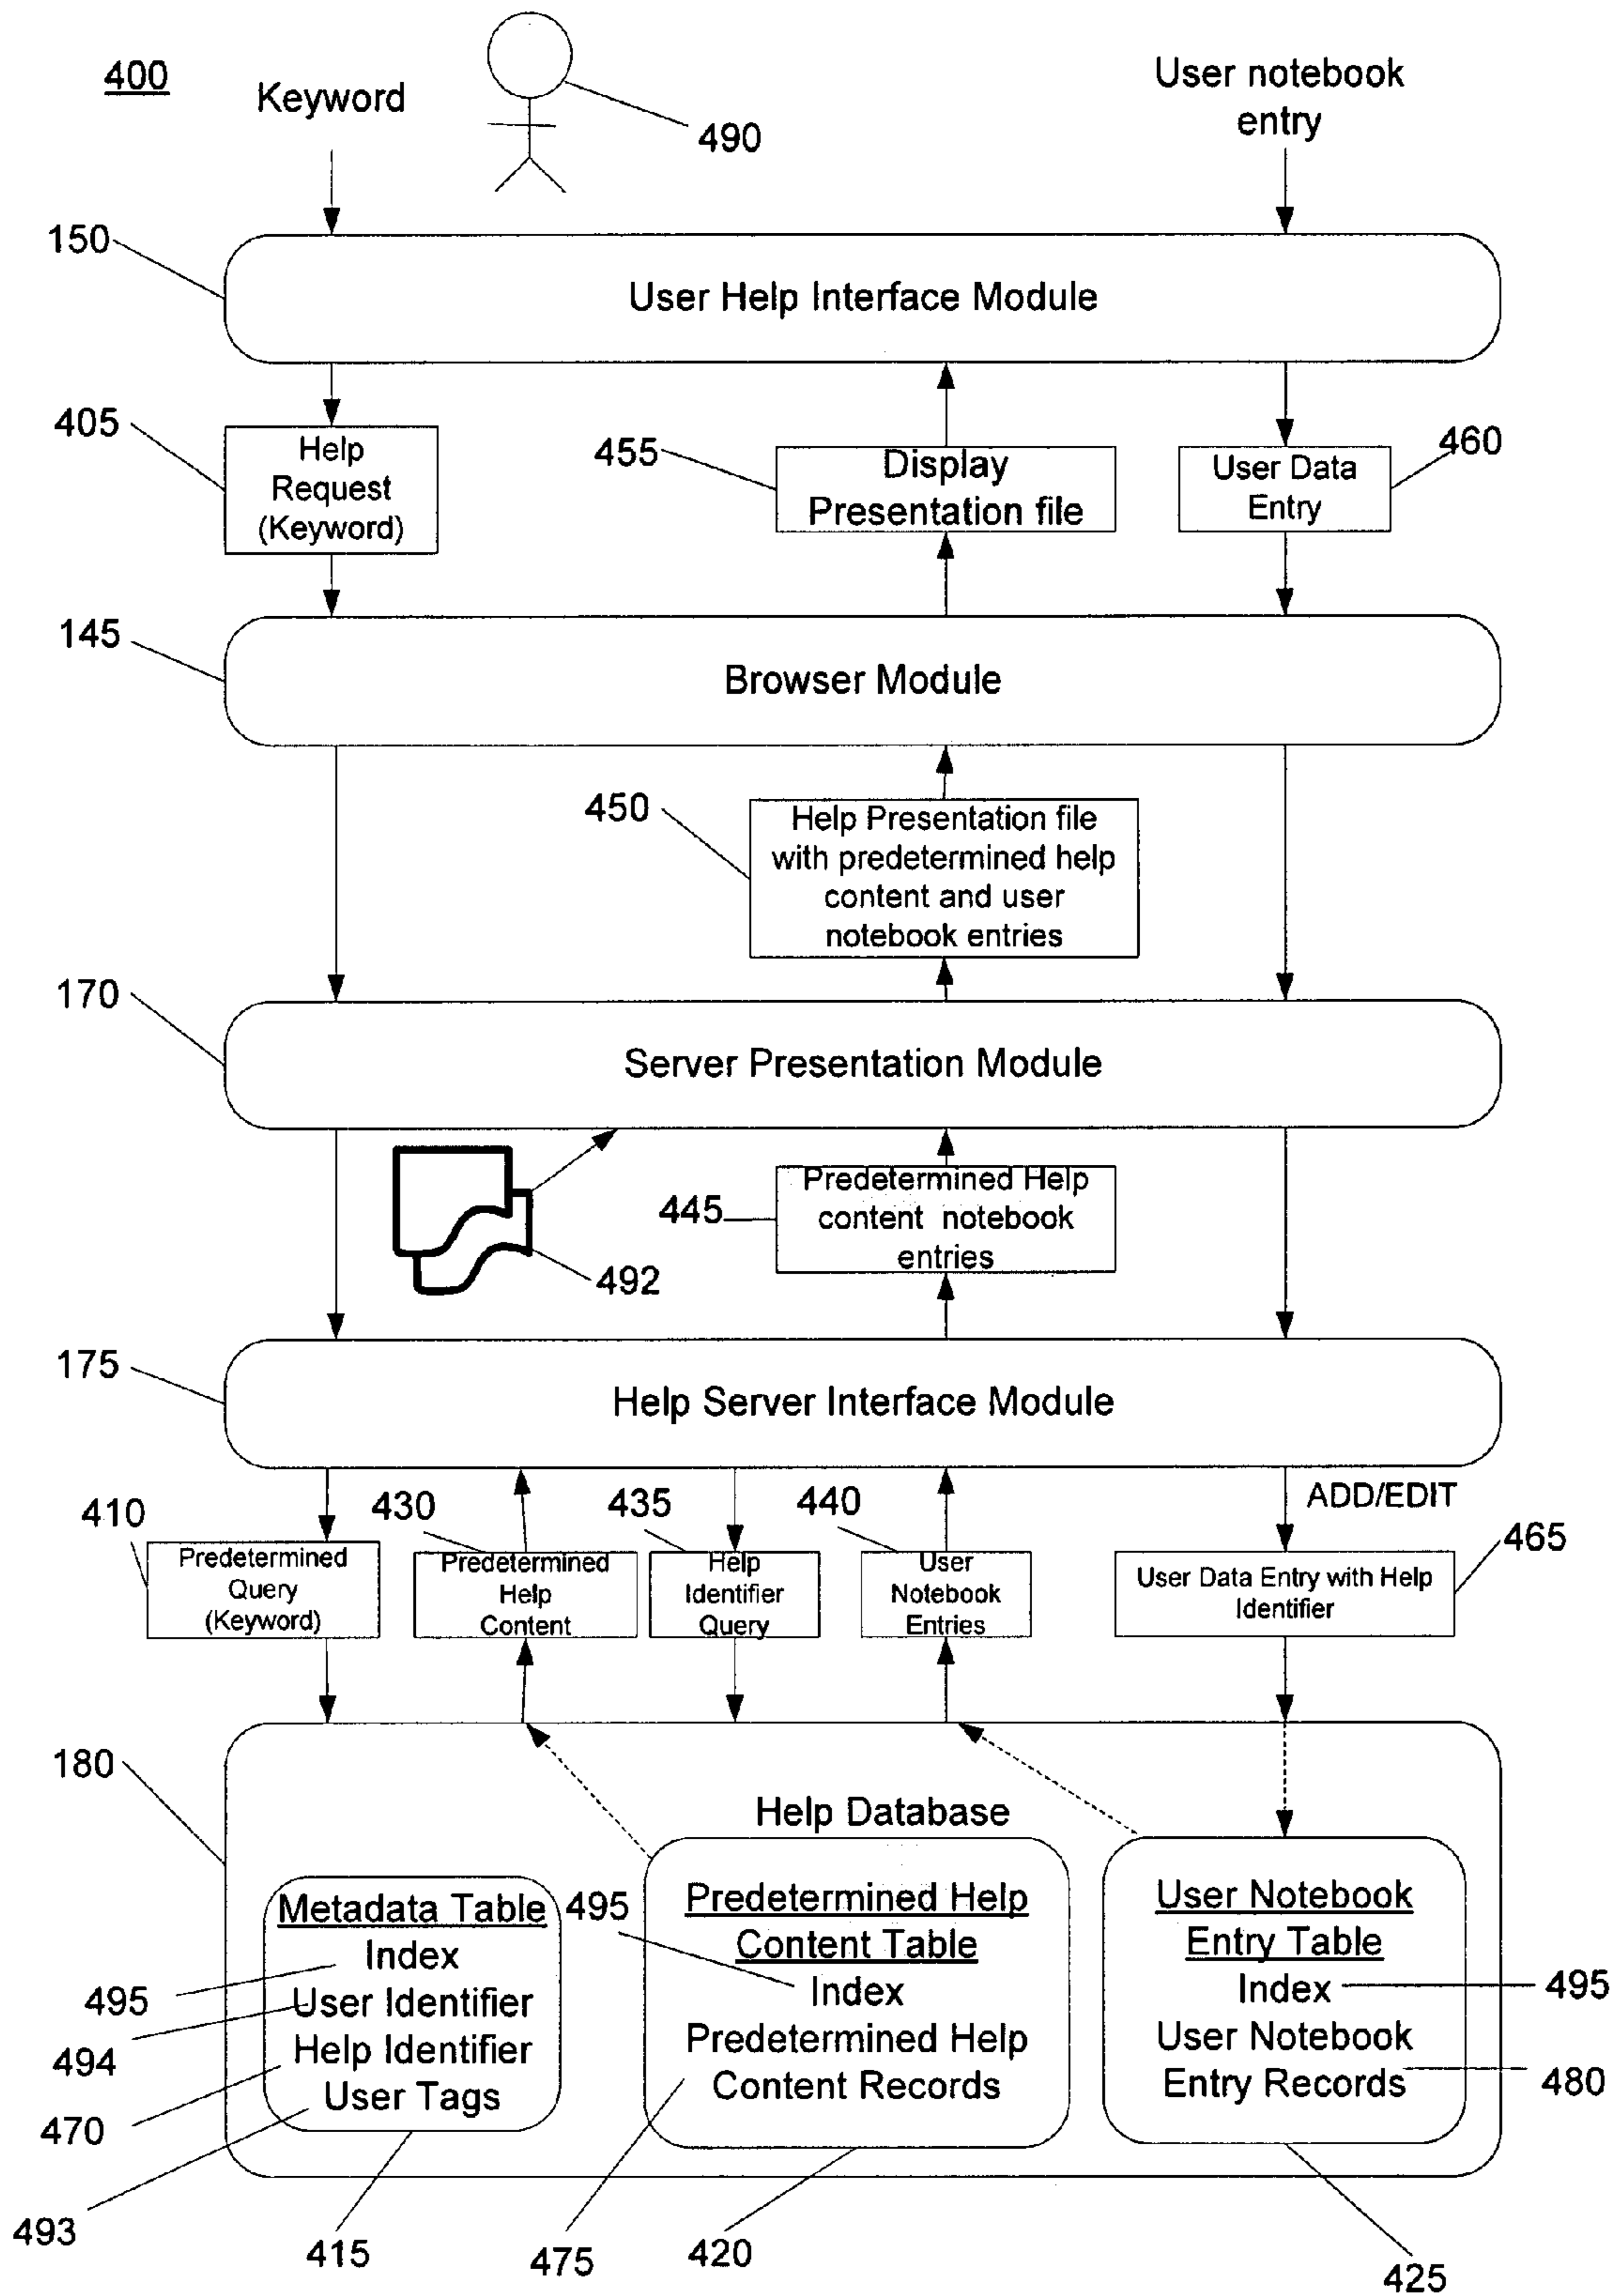 400
Keyword
490
User notebook
entry
150
User Help Interface Module
405
Help
Request
(Keyword)
455
Display
Presentation file
User Data
Entry
460
145
Browser Module
450
Help Presentation file
with predetermined help
content and user
notebook entries
170
Server Presentation Module
492
445
Predetermined Help
content notebook
entries
175
Help Server Interface Module
410
Predetermined
Query
(Keyword)
430
Predetermined
Help
Content
435
Help
Identifier
Query
440
User
Notebook
Entries
ADD/EDIT
465
User Data Entry with Help
Identifier
180
Help Database
Metadata Table
Index
User Identifier
Help Identifier
User Tags
495
494
470
493
415
495
Predetermined Help
Content Table
Index
Predetermined Help
Content Records
475
420
User Notebook
Entry Table
Index
User Notebook
Entry Records
495
480
425